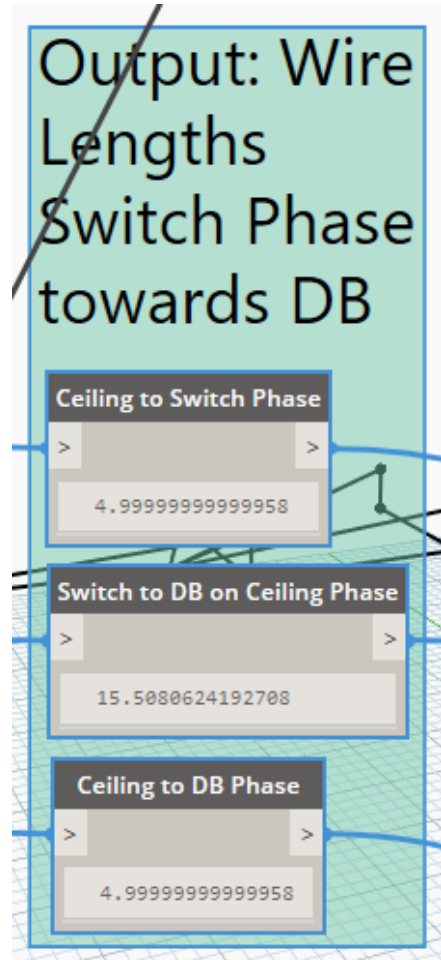 Output: Wire
Lengths
Switch Phase
towards DB
Ceiling to Switch Phase
> >
4.99999999999958
Switch to DB on Ceiling Phase
> >
15.5080624192708
Ceiling to DB Phase
> >
4.99999999999958